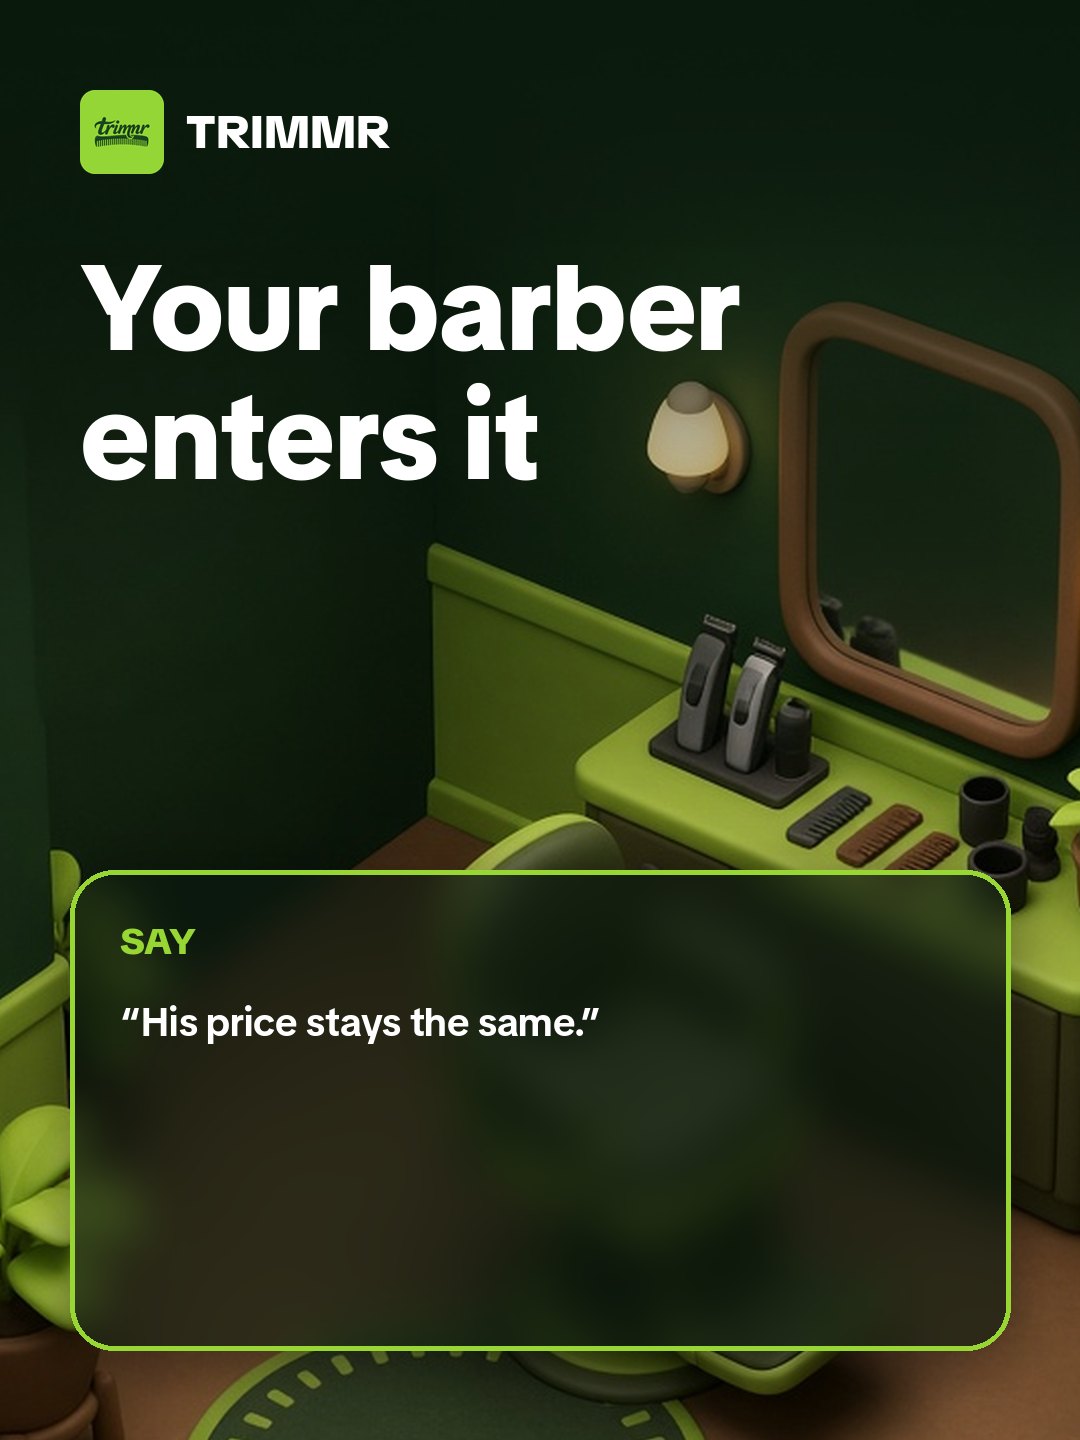 trimmr
TRIMMR
Your barber
enters it
SAY
“His price stays the same.”